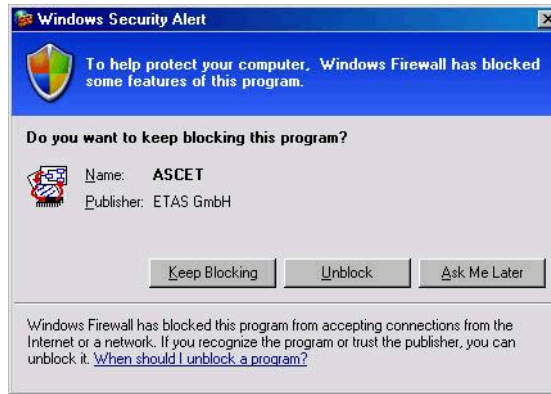 Windows Security Alert
To help protect your computer, Windows Firewall has blocked
some features of this program.
Do you want to keep blocking this program?
Name: ASCET
Publisher: ETAS GmbH
Keep Blocking Unblock Ask Me Later
Windows Firewall has blocked this program from accepting connections from the
Internet or a network. If you recognize the program or trust the publisher, you can
unblock it. When should I unblock a program?